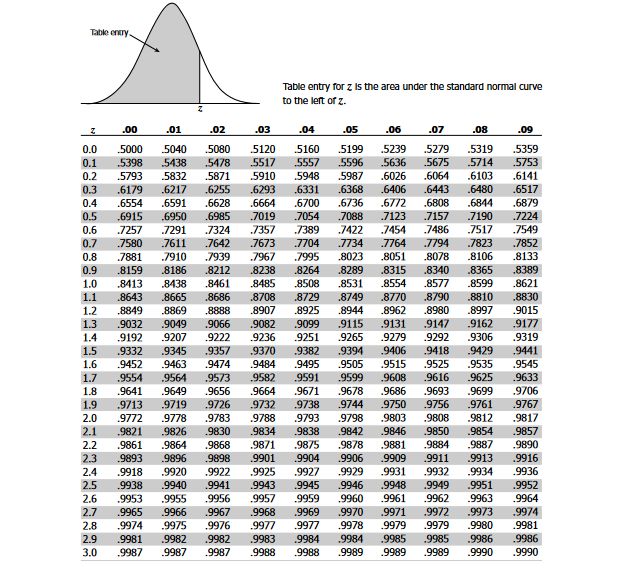 Table entry
z
Table entry for z is the area under the standard normal curve
to the left of z.
z .00 .01 .02 .03 .04 .05 .06 .07 .08 .09
0.0 .5000 .5040 .5080 .5120 .5160 .5199 .5239 .5279 .5319 .5359
0.1 .5398 .5438 .5478 .5517 .5557 .5596 .5636 .5675 .5714 .5753
0.2 .5793 .5832 .5871 .5910 .5948 .5987 .6026 .6064 .6103 .6141
0.3 .6179 .6217 .6255 .6293 .6331 .6368 .6406 .6443 .6480 .6517
0.4 .6554 .6591 .6628 .6664 .6700 .6736 .6772 .6808 .6844 .6879
0.5 .6915 .6950 .6985 .7019 .7054 .7088 .7123 .7157 .7190 .7224
0.6 .7257 .7291 .7324 .7357 .7389 .7422 .7454 .7486 .7517 .7549
0.7 .7580 .7611 .7642 .7673 .7704 .7734 .7764 .7794 .7823 .7852
0.8 .7881 .7910 .7939 .7967 .7995 .8023 .8051 .8078 .8106 .8133
0.9 .8159 .8186 .8212 .8238 .8264 .8289 .8315 .8340 .8365 .8389
1.0 .8413 .8438 .8461 .8485 .8508 .8531 .8554 .8577 .8599 .8621
1.1 .8643 .8665 .8686 .8708 .8729 .8749 .8770 .8790 .8810 .8830
1.2 .8849 .8869 .8888 .8907 .8925 .8944 .8962 .8980 .8997 .9015
1.3 .9032 .9049 .9066 .9082 .9099 .9115 .9131 .9147 .9162 .9177
1.4 .9192 .9207 .9222 .9236 .9251 .9265 .9279 .9292 .9306 .9319
1.5 .9332 .9345 .9357 .9370 .9382 .9394 .9406 .9418 .9429 .9441
1.6 .9452 .9463 .9474 .9484 .9495 .9505 .9515 .9525 .9535 .9545
1.7 .9554 .9564 .9573 .9582 .9591 .9599 .9608 .9616 .9625 .9633
1.8 .9641 .9649 .9656 .9664 .9671 .9678 .9686 .9693 .9699 .9706
1.9 .9713 .9719 .9726 .9732 .9738 .9744 .9750 .9756 .9761 .9767
2.0 .9772 .9778 .9783 .9788 .9793 .9798 .9803 .9808 .9812 .9817
2.1 .9821 .9826 .9830 .9834 .9838 .9842 .9846 .9850 .9854 .9857
2.2 .9861 .9864 .9868 .9871 .9875 .9878 .9881 .9884 .9887 .9890
2.3 .9893 .9896 .9898 .9901 .9904 .9906 .9909 .9911 .9913 .9916
2.4 .9918 .9920 .9922 .9925 .9927 .9929 .9931 .9932 .9934 .9936
2.5 .9938 .9940 .9941 .9943 .9945 .9946 .9948 .9949 .9951 .9952
2.6 .9953 .9955 .9956 .9957 .9959 .9960 .9961 .9962 .9963 .9964
2.7 .9965 .9966 .9967 .9968 .9969 .9970 .9971 .9972 .9973 .9974
2.8 .9974 .9975 .9976 .9977 .9977 .9978 .9979 .9979 .9980 .9981
2.9 .9981 .9982 .9982 .9983 .9984 .9984 .9985 .9985 .9986 .9986
3.0 .9987 .9987 .9987 .9988 .9988 .9989 .9989 .9989 .9990 .9990